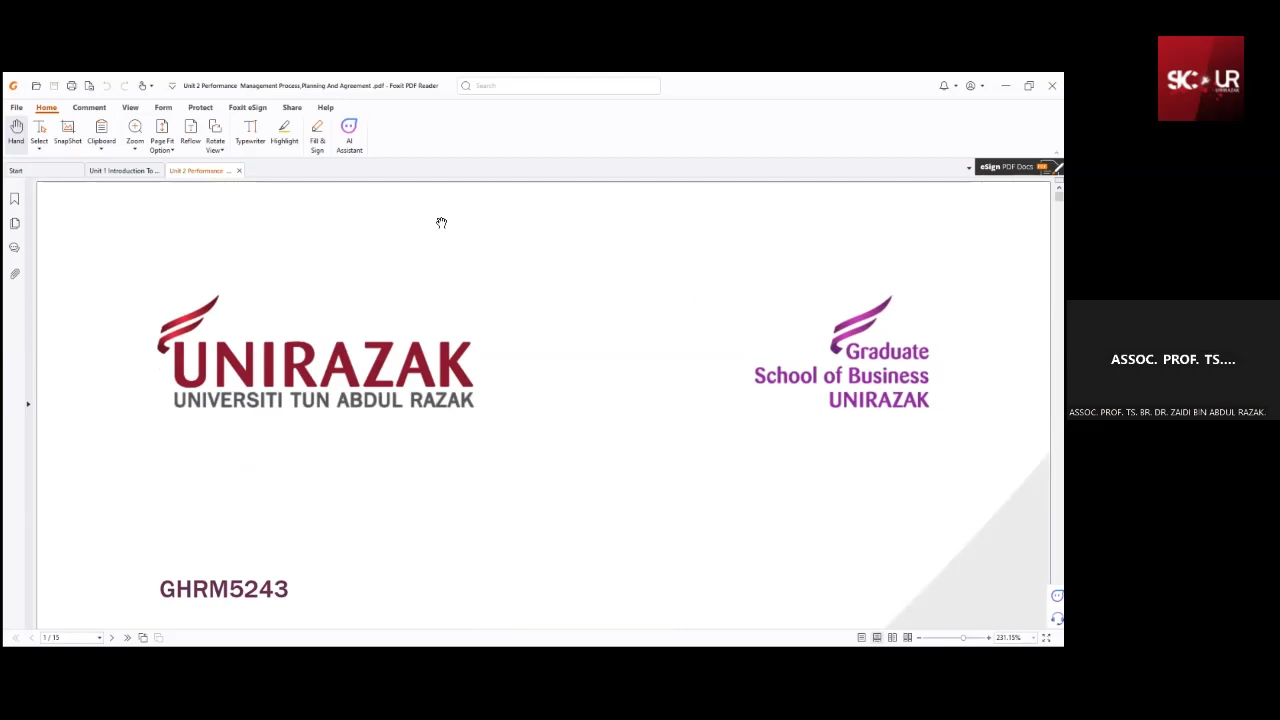 Unit 2 Performance Management Process,Planning And Agreement .pdf - Foxit PDF Reader
Search
File Home Comment View Form Protect Foxit eSign Share Help
Hand Select SnapShot Clipboard Zoom Page Fit Option Reflow Rotate View Typewriter Highlight Fill & Sign AI Assistant
Start Unit 1 Introduction To ... Unit 2 Performance ... eSign PDF Docs
UNIRAZAK
UNIVERSITI TUN ABDUL RAZAK
Graduate
School of Business
UNIRAZAK
GHRM5243
1 / 15
231.15%
UNIRAZAK
ASSOC. PROF. TS....
ASSOC. PROF. TS. BR. DR. ZAIDI BIN ABDUL RAZAK.